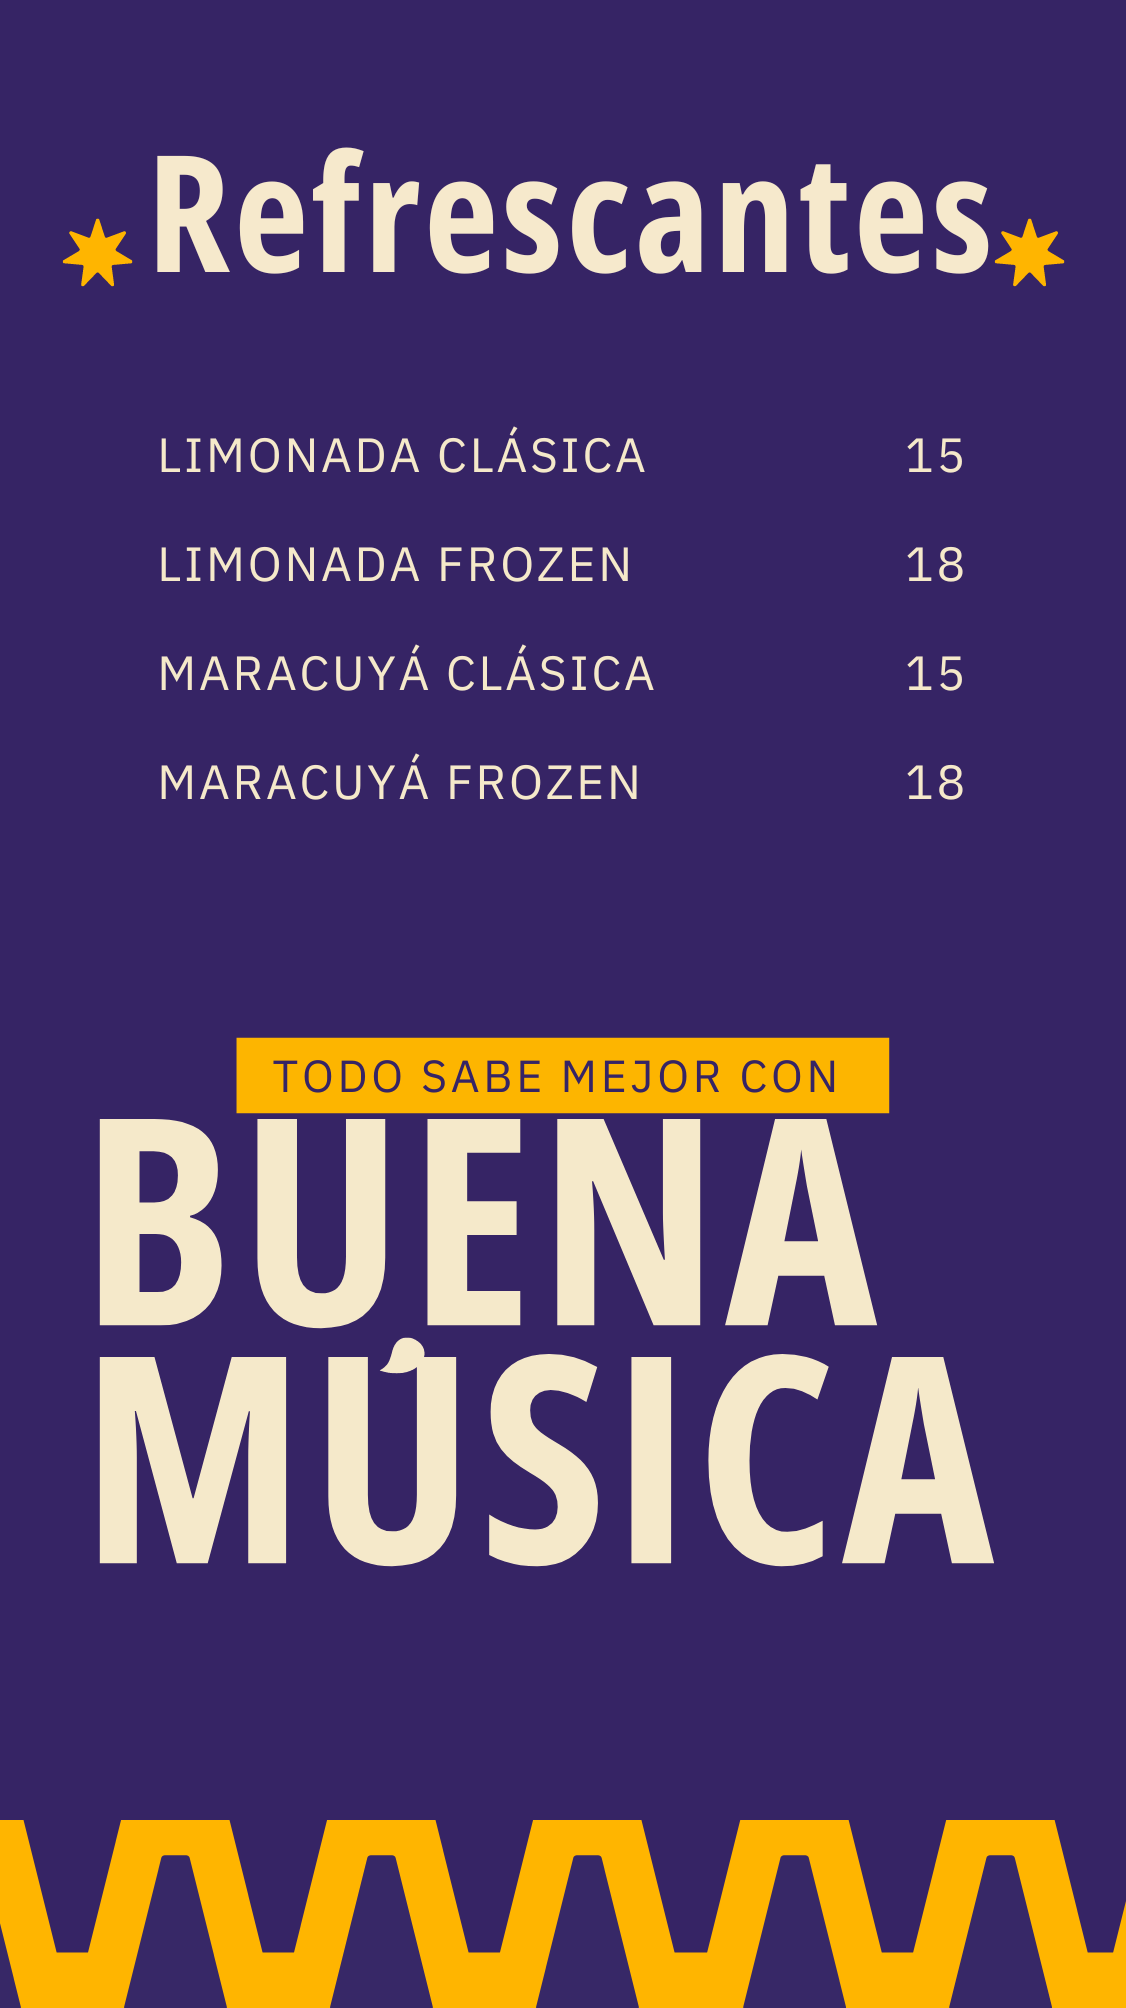 Refrescantes
LIMONADA CLÁSICA 15
LIMONADA FROZEN 18
MARACUYÁ CLÁSICA 15
MARACUYÁ FROZEN 18
TODO SABE MEJOR CON
BUENA
MÚSICA